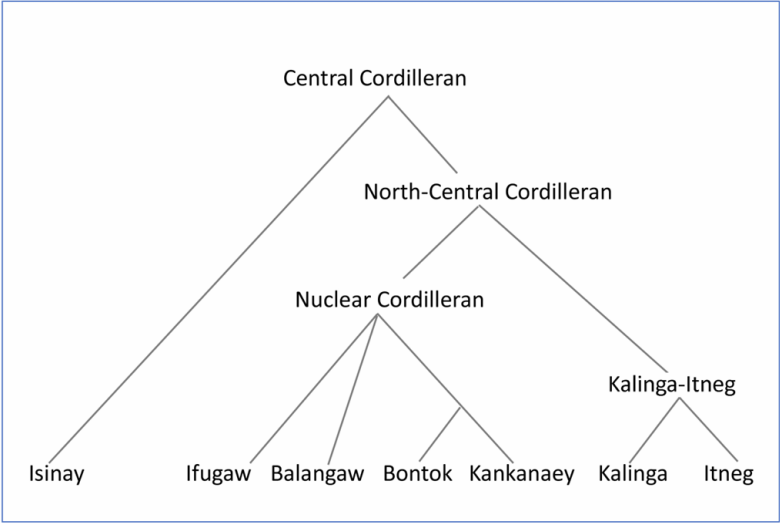 Central Cordilleran
North-Central Cordilleran
Nuclear Cordilleran
Kalinga-Itneg
Isinay Ifugaw Balangaw Bontok Kankanaey Kalinga Itneg